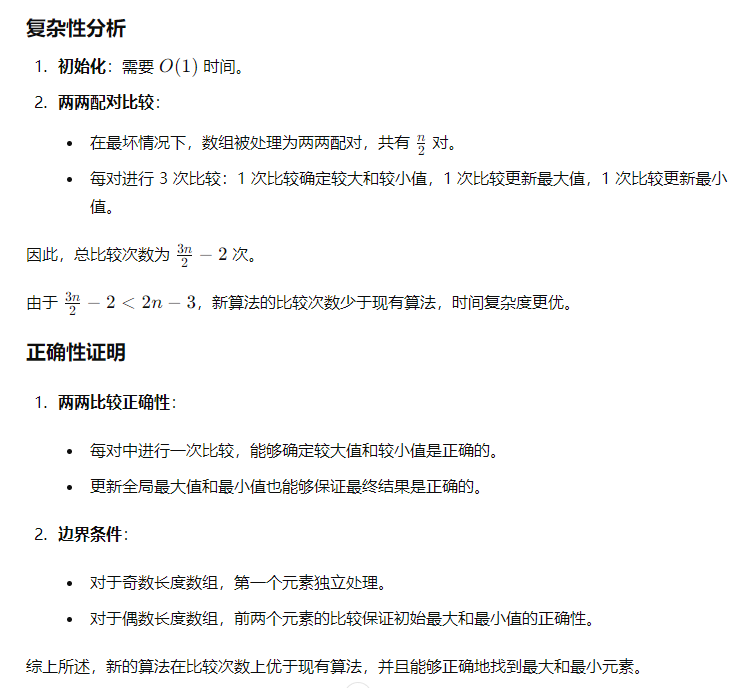 复杂性分析
1. 初始化：需要 O(1) 时间。
2. 两两配对比较：
• 在最坏情况下，数组被处理为两两配对，共有 n/2 对。
• 每对进行 3 次比较：1 次比较确定较大和较小值，1 次比较更新最大值，1 次比较更新最小
值。
因此，总比较次数为 3n/2 − 2 次。
由于 3n/2 − 2 < 2n − 3，新算法的比较次数少于现有算法，时间复杂度更优。
正确性证明
1. 两两比较正确性：
• 每对中进行一次比较，能够确定较大值和较小值是正确的。
• 更新全局最大值和最小值也能够保证最终结果是正确的。
2. 边界条件：
• 对于奇数长度数组，第一个元素独立处理。
• 对于偶数长度数组，前两个元素的比较保证初始最大和最小值的正确性。
综上所述，新的算法在比较次数上优于现有算法，并且能够正确地找到最大和最小元素。